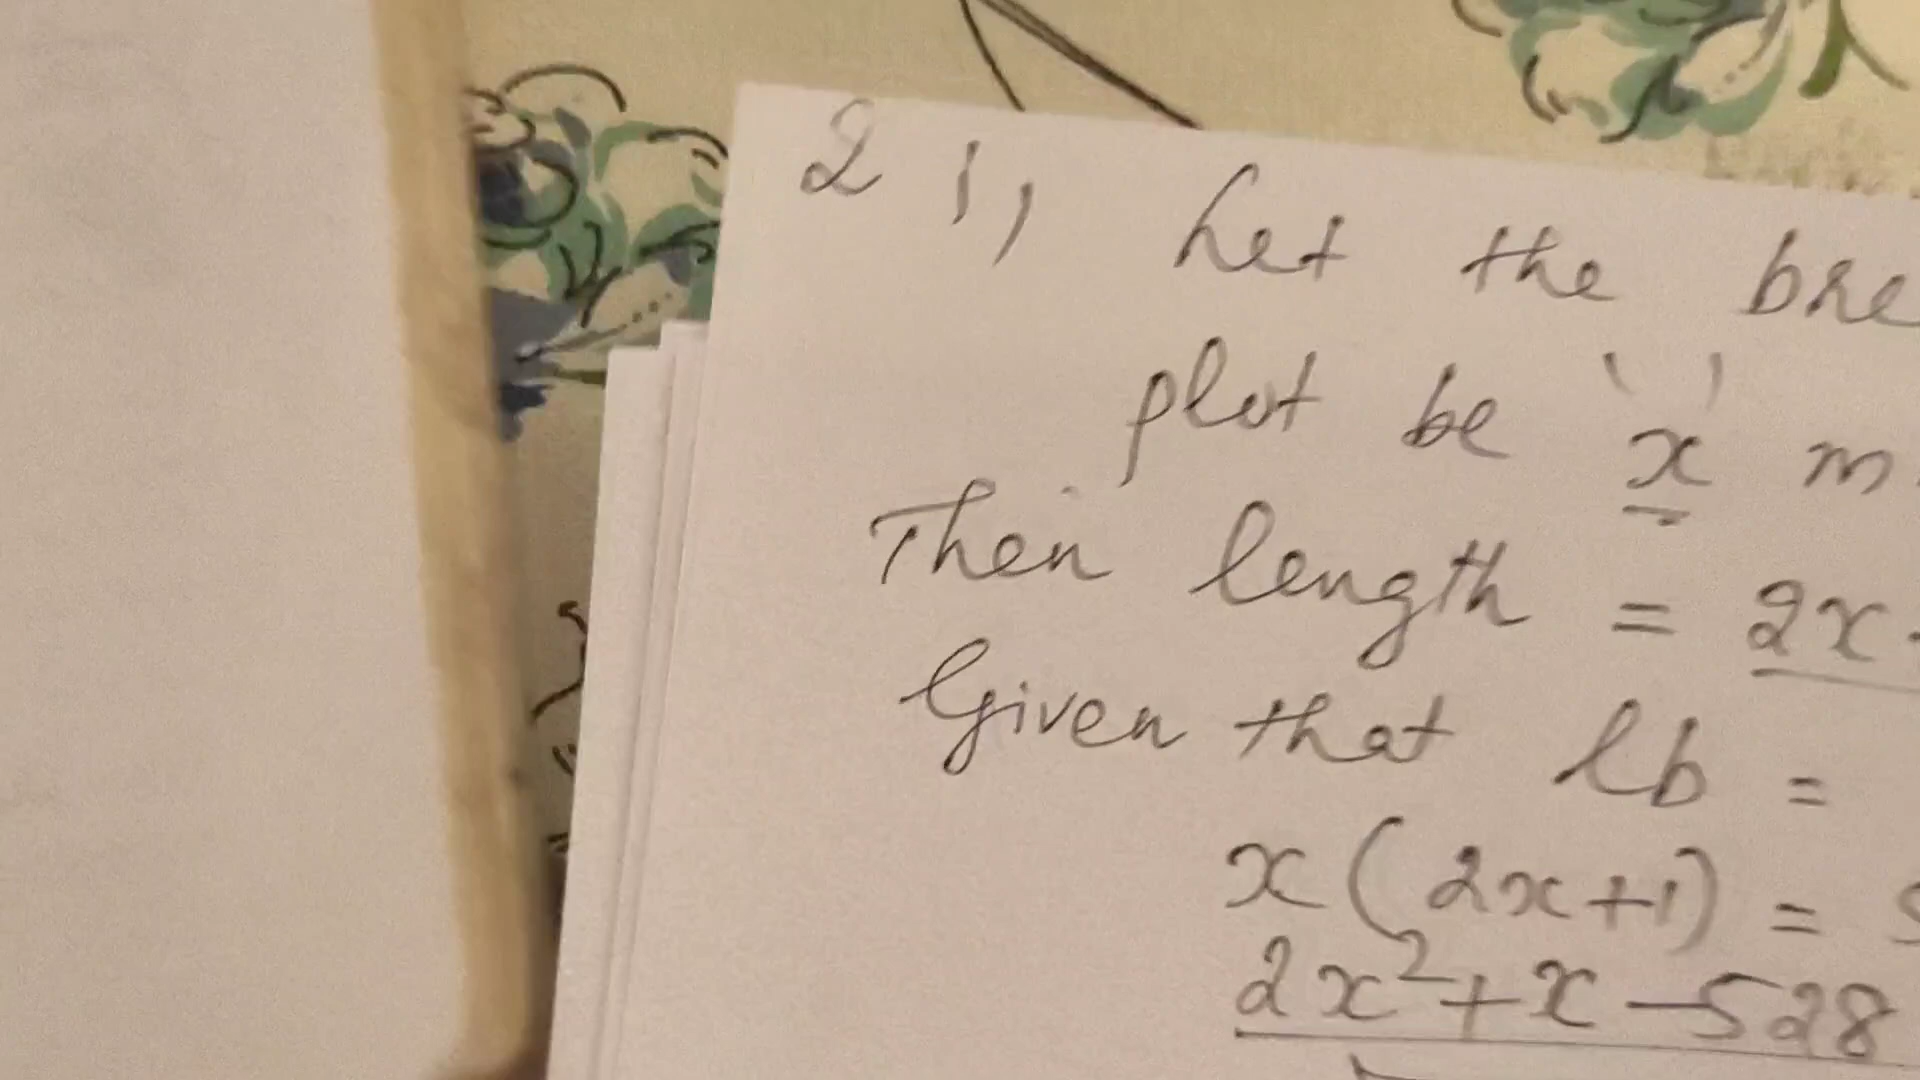 2 i, Let the bre
plot be 'x' m.
Then length = 2x
Given that lb =
x(2x+1) =
2x²+x-528